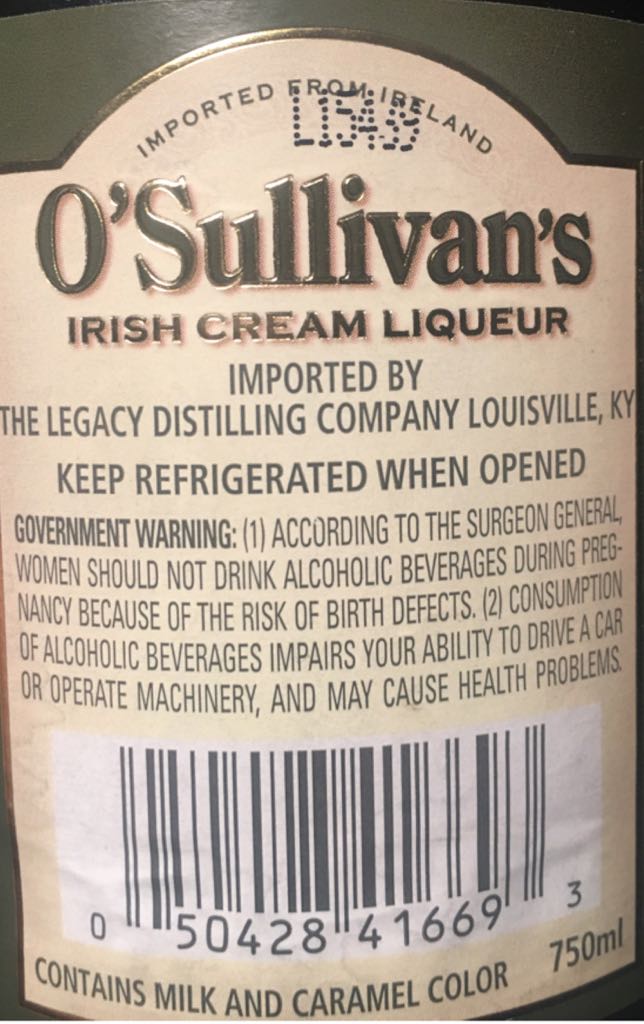 IMPORTED FROM IRELAND
O'Sullivan's
IRISH CREAM LIQUEUR
IMPORTED BY
THE LEGACY DISTILLING COMPANY LOUISVILLE, KY
KEEP REFRIGERATED WHEN OPENED
GOVERNMENT WARNING: (1) ACCORDING TO THE SURGEON GENERAL,
WOMEN SHOULD NOT DRINK ALCOHOLIC BEVERAGES DURING PREG-
NANCY BECAUSE OF THE RISK OF BIRTH DEFECTS. (2) CONSUMPTION
OF ALCOHOLIC BEVERAGES IMPAIRS YOUR ABILITY TO DRIVE A CAR
OR OPERATE MACHINERY, AND MAY CAUSE HEALTH PROBLEMS.
0 50428 41669 3
750ml
CONTAINS MILK AND CARAMEL COLOR